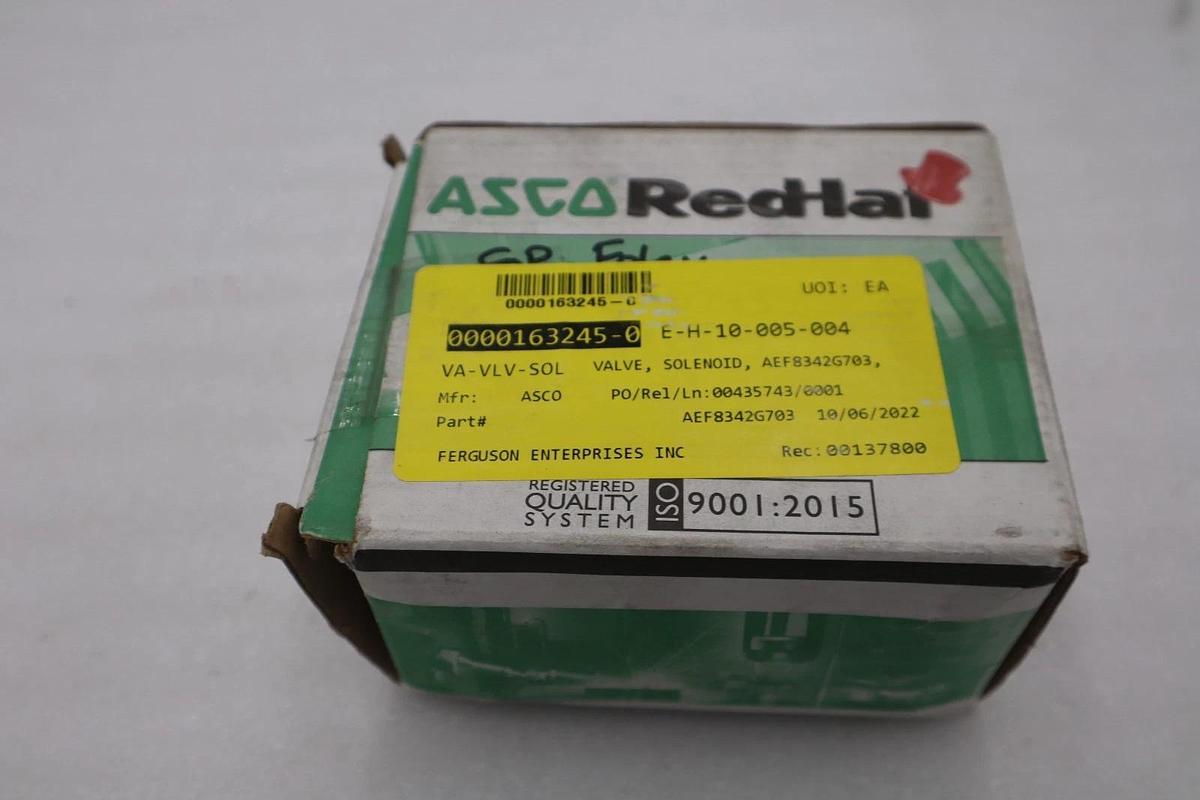 ASCO RedHat
0000163245-0
UOI: EA
0000163245-0 E-H-10-005-004
VA-VLV-SOL VALVE, SOLENOID, AEF8342G703,
Mfr: ASCO PO/Rel/Ln:00435743/0001
Part# AEF8342G703 10/06/2022
FERGUSON ENTERPRISES INC Rec:00137800
REGISTERED
QUALITY
SYSTEM
ISO 9001:2015